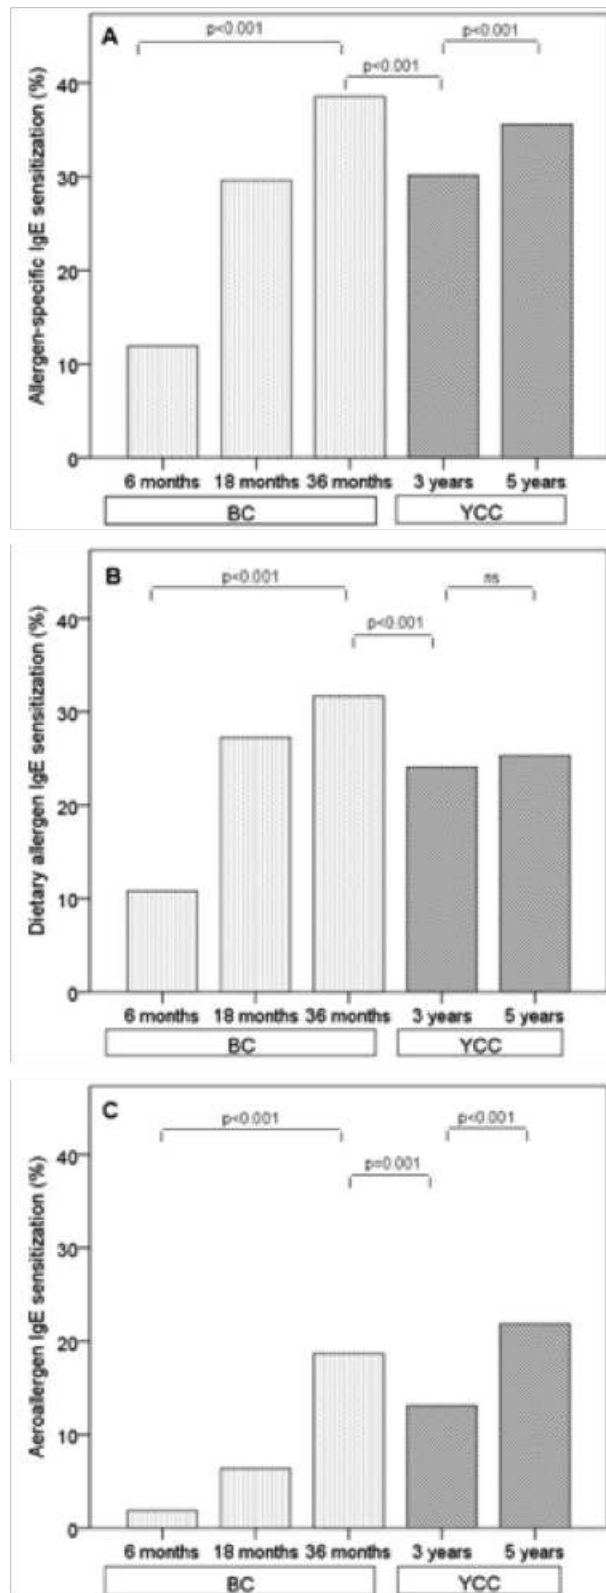 A
p<0.001
p<0.001
p<0.001
Allergen-specific IgE sensitization (%)
40
30
20
10
0
6 months 18 months 36 months 3 years 5 years
BC YCC
B
p<0.001
ns
p<0.001
Dietary allergen IgE sensitization (%)
40
30
20
10
0
6 months 18 months 36 months 3 years 5 years
BC YCC
C
p<0.001
p<0.001
p=0.001
Aeroallergen IgE sensitization (%)
40
30
20
10
0
6 months 18 months 36 months 3 years 5 years
BC YCC